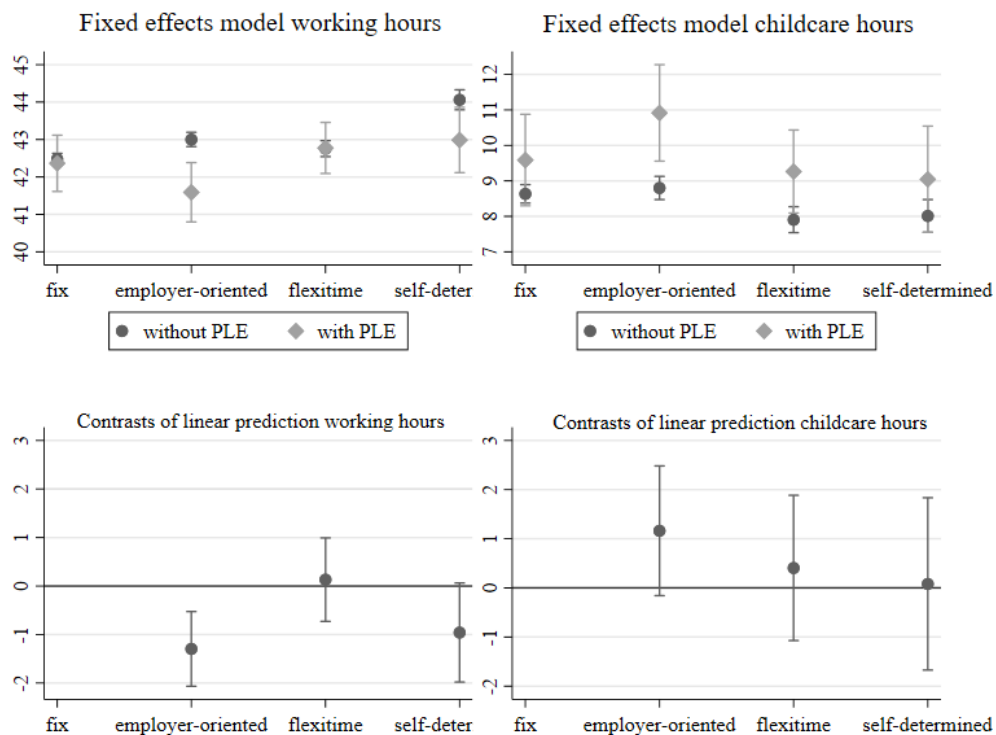 Fixed effects model working hours
45
44
43
42
41
40
fix employer-oriented flexitime self-deter
without PLE with PLE
Fixed effects model childcare hours
12
11
10
9
8
7
fix employer-oriented flexitime self-determined
without PLE with PLE
Contrasts of linear prediction working hours
3
2
1
0
-1
-2
fix employer-oriented flexitime self-deter
Contrasts of linear prediction childcare hours
3
2
1
0
-1
-2
fix employer-oriented flexitime self-determined